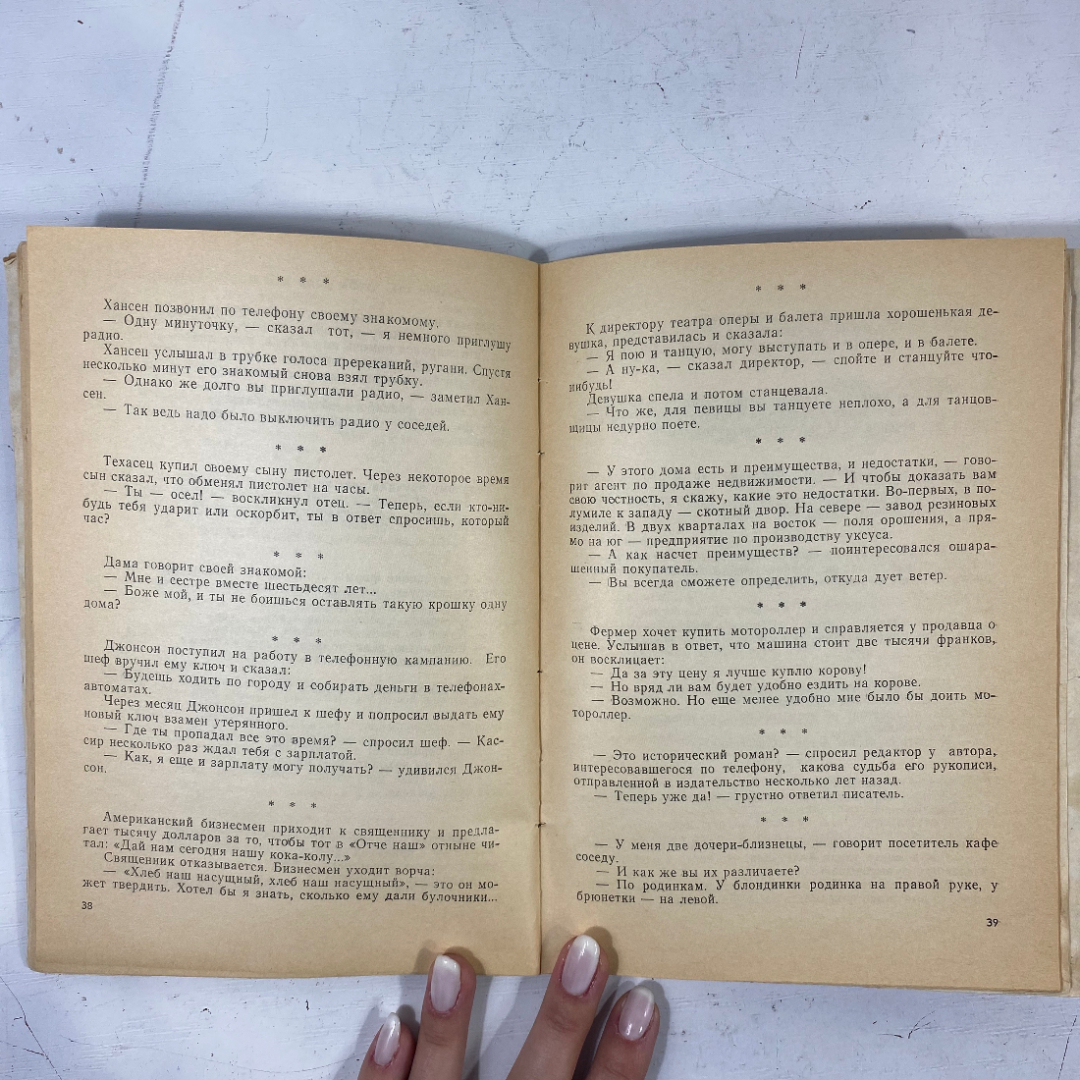 * * *
Хансен позвонил по телефону своему знакомому.
— Одну минуточку, — сказал тот, — я немного приглушу
радио.
Хансен услышал в трубке голоса пререканий, ругани. Спустя
несколько минут его знакомый снова взял трубку.
— Однако же долго вы приглушали радио, — заметил Хан-
сен.
— Так ведь надо было выключить радио у соседей.
* * *
Техасец купил своему сыну пистолет. Через некоторое время
сын сказал, что обменял пистолет на часы.
— Ты — осел! — воскликнул отец. — Теперь, если кто-ни-
будь тебя ударит или оскорбит, ты в ответ спросишь, который
час?
* * *
Дама говорит своей знакомой:
— Мне и сестре вместе шестьдесят лет...
— Боже мой, и ты не боишься оставлять такую крошку одну
дома?
* * *
Джонсон поступил на работу в телефонную кампанию. Его
шеф вручил ему ключ и сказал:
— Будешь ходить по городу и собирать деньги в телефонах-
автоматах.
Через месяц Джонсон пришел к шефу и попросил выдать ему
новый ключ взамен утерянного.
— Где ты пропадал все это время? — спросил шеф. — Кас-
сир несколько раз ждал тебя с зарплатой.
— Как, я еще и зарплату могу получать? — удивился Джон-
сон.
* * *
Американский бизнесмен приходит к священнику и предла-
гает тысячу долларов за то, чтобы тот в «Отче наш» отныне чи-
тал: «Дай нам сегодня нашу кока-колу...»
Священник отказывается. Бизнесмен уходит ворча:
— «Хлеб наш насущный, хлеб наш насущный», — это он мо-
жет твердить. Хотел бы я знать, сколько ему дали булочники...
38
* * *
К директору театра оперы и балета пришла хорошенькая де-
вушка, представилась и сказала:
— Я пою и танцую, могу выступать и в опере, и в балете.
— А ну-ка, — сказал директор, — спойте и станцуйте что-
нибудь!
Девушка спела и потом станцевала.
— Что же, для певицы вы танцуете неплохо, а для танцов-
щицы недурно поете.
* * *
— У этого дома есть и преимущества, и недостатки, — гово-
рит агент по продаже недвижимости. — И чтобы доказать вам
свою честность, я скажу, какие это недостатки. Во-первых, в по-
лумиле к западу — скотный двор. На севере — завод резиновых
изделий. В двух кварталах на восток — поля орошения, а пря-
мо на юг — предприятие по производству уксуса.
— А как насчет преимуществ? — поинтересовался ошара-
шенный покупатель.
— Вы всегда сможете определить, откуда дует ветер.
* * *
Фермер хочет купить мотороллер и справляется у продавца о
цене. Услышав в ответ, что машина стоит две тысячи франков,
он восклицает:
— Да за эту цену я лучше куплю корову!
— Но вряд ли вам будет удобно ездить на корове.
— Возможно. Но еще менее удобно мне было бы доить мо-
тороллер.
* * *
— Это исторический роман? — спросил редактор у автора,
интересовавшегося по телефону, какова судьба его рукописи,
отправленной в издательство несколько лет назад.
— Теперь уже да! — грустно ответил писатель.
* * *
— У меня две дочери-близнецы, — говорит посетитель кафе
соседу.
— И как же вы их различаете?
— По родинкам. У блондинки родинка на правой руке, у
брюнетки — на левой.
39